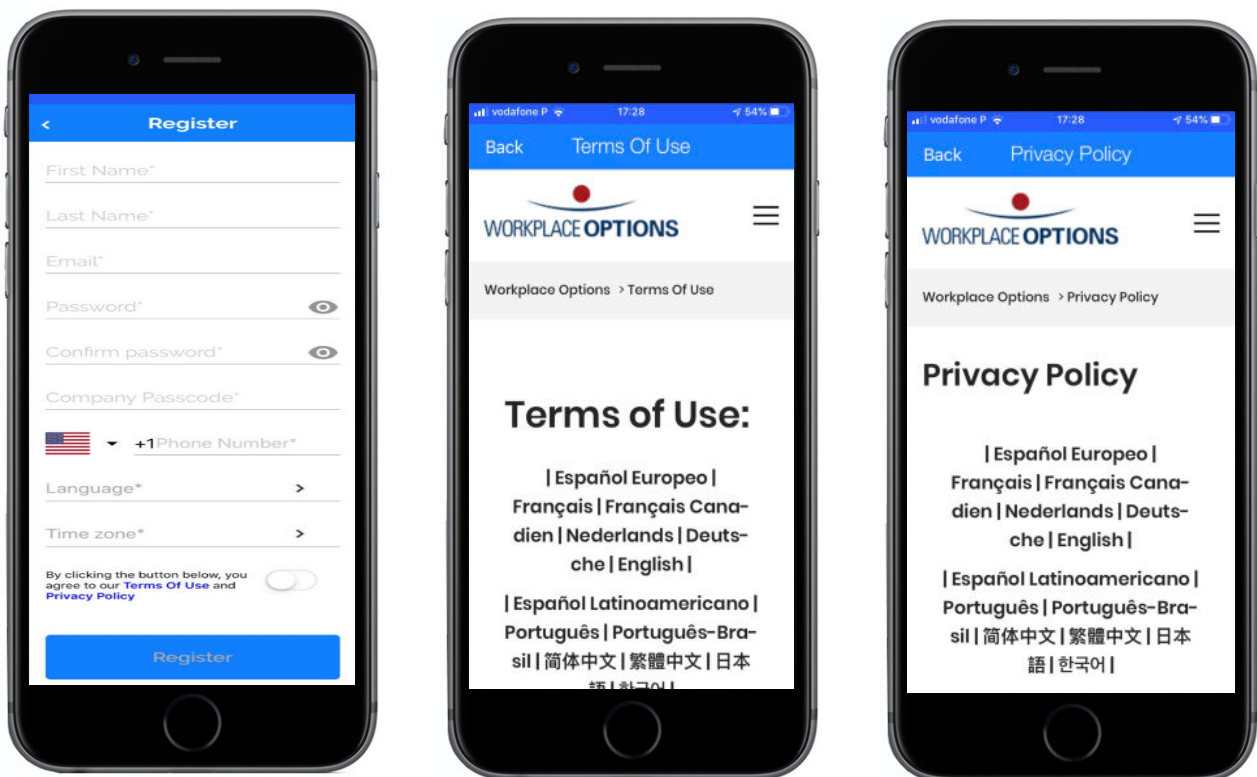 Register
First Name*
Last Name*
Email*
Password*
Confirm password*
Company Passcode*
+1Phone Number*
Language*
Time zone*
By clicking the button below, you
agree to our Terms Of Use and
Privacy Policy
Register
vodafone P 17:28 54%
Back Terms Of Use
WORKPLACE OPTIONS
Workplace Options > Terms Of Use
Terms of Use:
| Español Europeo |
Français | Français Cana-
dien | Nederlands | Deuts-
che | English |
| Español Latinoamericano |
Português | Português-Bra-
sil | 简体中文 | 繁體中文 | 日本
語 | 한국어 |
vodafone P 17:28 54%
Back Privacy Policy
WORKPLACE OPTIONS
Workplace Options > Privacy Policy
Privacy Policy
| Español Europeo |
Français | Français Cana-
dien | Nederlands | Deuts-
che | English |
| Español Latinoamericano |
Português | Português-Bra-
sil | 简体中文 | 繁體中文 | 日本
語 | 한국어 |